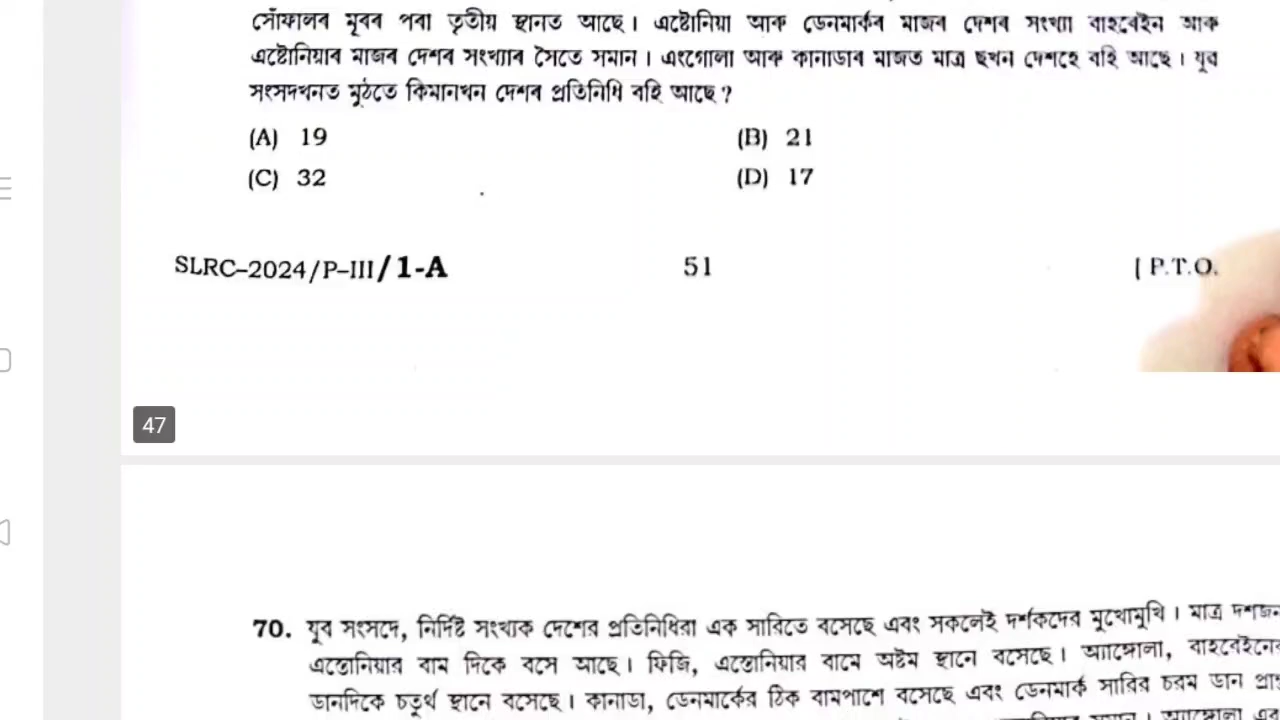 সোঁফালৰ মূৰৰ পৰা তৃতীয় স্থানত আছে। এষ্টোনিয়া আৰু ডেনমাৰ্কৰ মাজৰ দেশৰ সংখ্যা বাহৰেইন আৰু
এষ্টোনিয়াৰ মাজৰ দেশৰ সংখ্যাৰ সৈতে সমান। এংগোলা আৰু কানাডাৰ মাজত মাত্ৰ ছখন দেশহে বহি আছে। যুৱ
সংসদখনত মুঠতে কিমানখন দেশৰ প্ৰতিনিধি বহি আছে?
(A) 19 (B) 21
(C) 32 (D) 17
SLRC–2024/P–III/1-A 51 [ P.T.O.
47
70. যুব সংসদে, নির্দিষ্ট সংখ্যক দেশের প্রতিনিধিরা এক সারিতে বসেছে এবং সকলেই দর্শকদের মুখোমুখি। মাত্র দশজন
এস্তোনিয়ার বাম দিকে বসে আছে। ফিজি, এস্তোনিয়ার বামে অষ্টম স্থানে বসেছে। অ্যাঙ্গোলা, বাহরেইনের
ডানদিকে চতুর্থ স্থানে বসেছে। কানাডা, ডেনমার্কের ঠিক বামপাশে বসেছে এবং ডেনমার্ক সারির চরম ডান